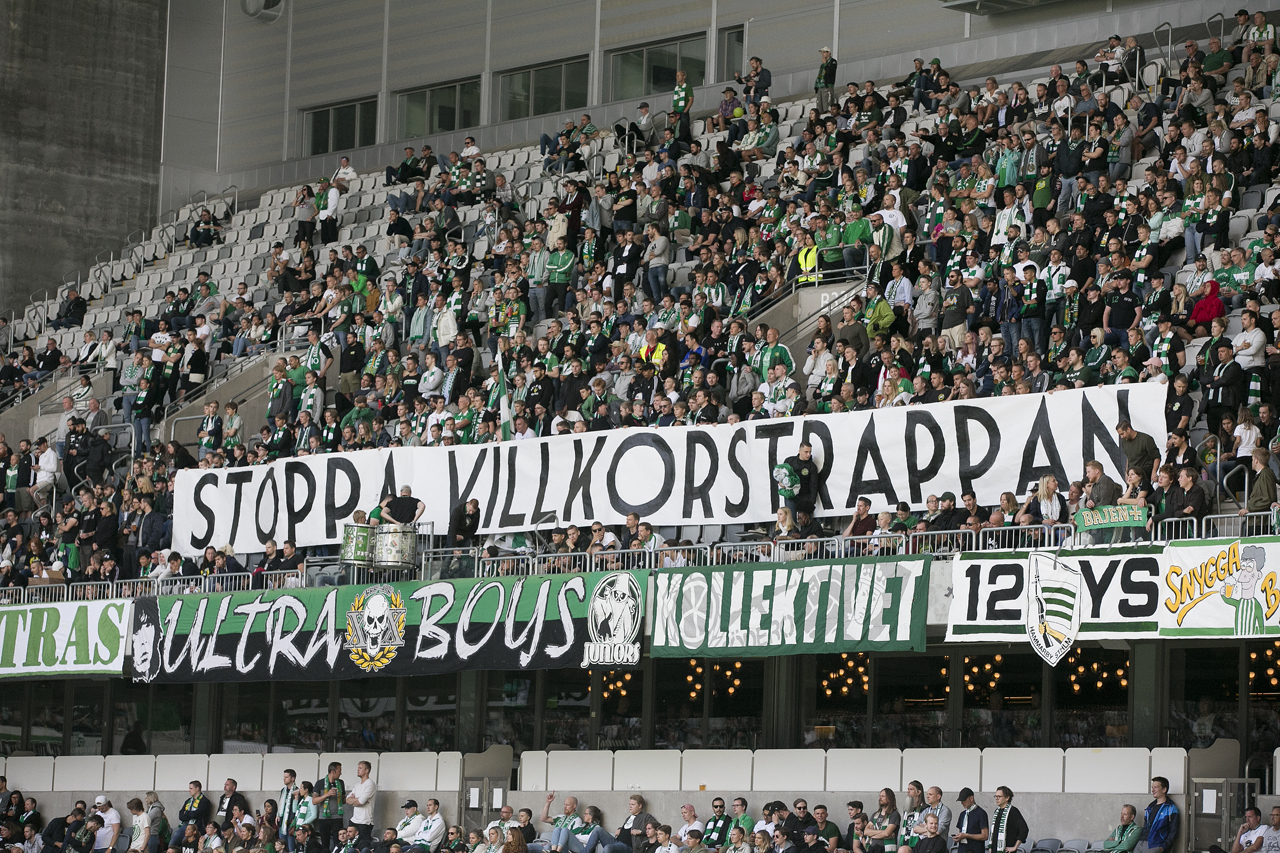 STOPPA VILLKORSTRAPPAN
BAJEN
TRAS
ULTRA BOYS
JUNIORS
KOLLEKTIVET
12 YS
SNYGGA B